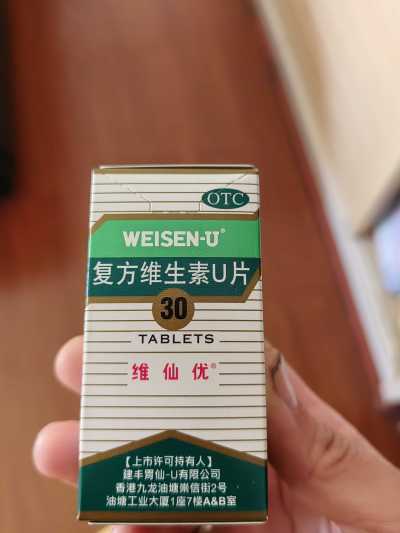 OTC
WEISEN-U®
复方维生素U片
30
TABLETS
维仙优®
【上市许可持有人】
建丰胃仙-U有限公司
香港九龙油塘崇信街2号
油塘工业大厦1座7楼A&B室